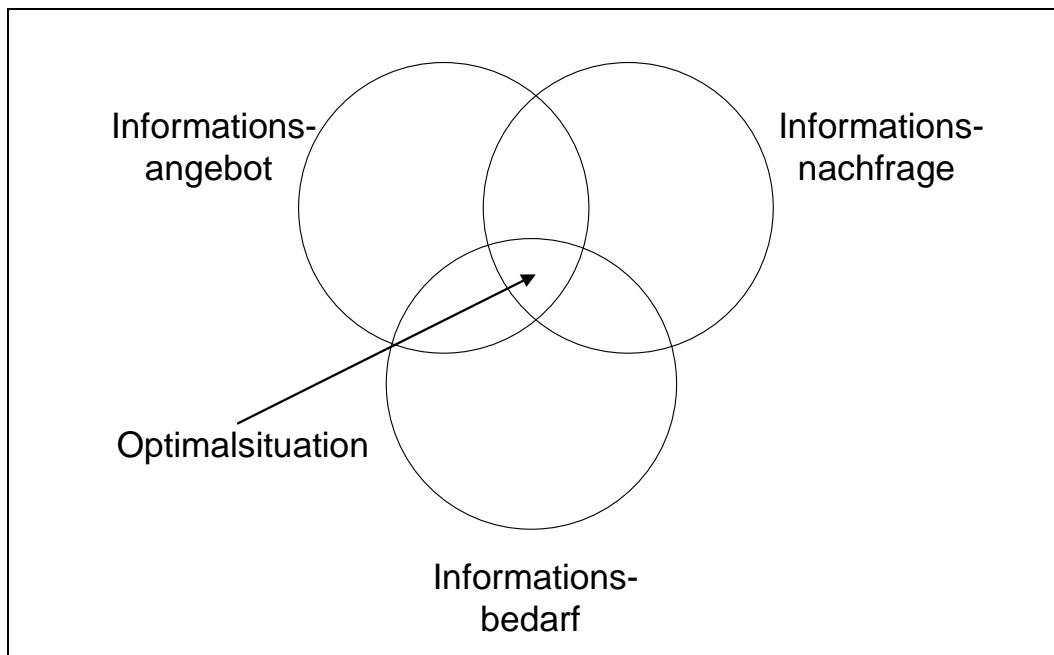 Informations-
angebot
Informations-
nachfrage
Optimalsituation
Informations-
bedarf